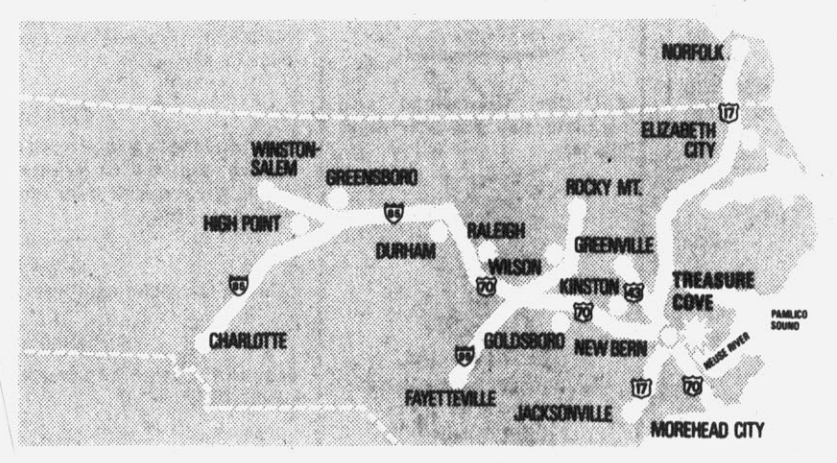 NORFOLK
17
ELIZABETH
CITY
WINSTON-
SALEM
GREENSBORO
ROCKY MT.
HIGH POINT
85
DURHAM
RALEIGH
GREENVILLE
WILSON
85
70
KINSTON
43
TREASURE
COVE
70
PAMLICO
SOUND
CHARLOTTE
GOLDSBORO
NEW BERN
NEUSE RIVER
95
17
70
FAYETTEVILLE
JACKSONVILLE
MOREHEAD CITY